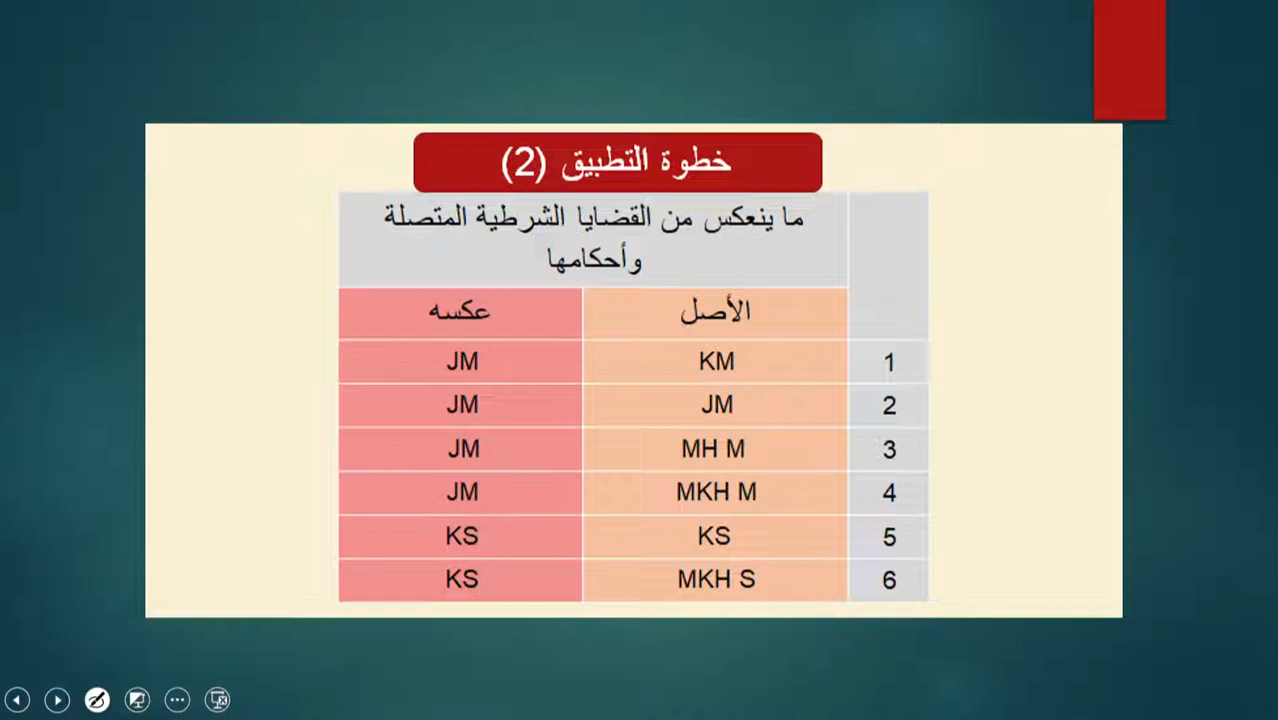 خطوة التطبيق (2)
ما ينعكس من القضايا الشرطية المتصلة
وأحكامها
الأصل عكسه
1 KM JM
2 JM JM
3 MH M JM
4 MKH M JM
5 KS KS
6 MKH S KS